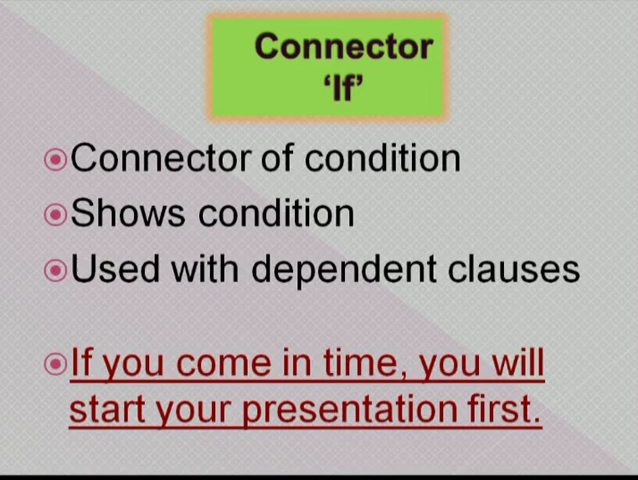 Connector
‘If’
Connector of condition
Shows condition
Used with dependent clauses
If you come in time, you will
start your presentation first.